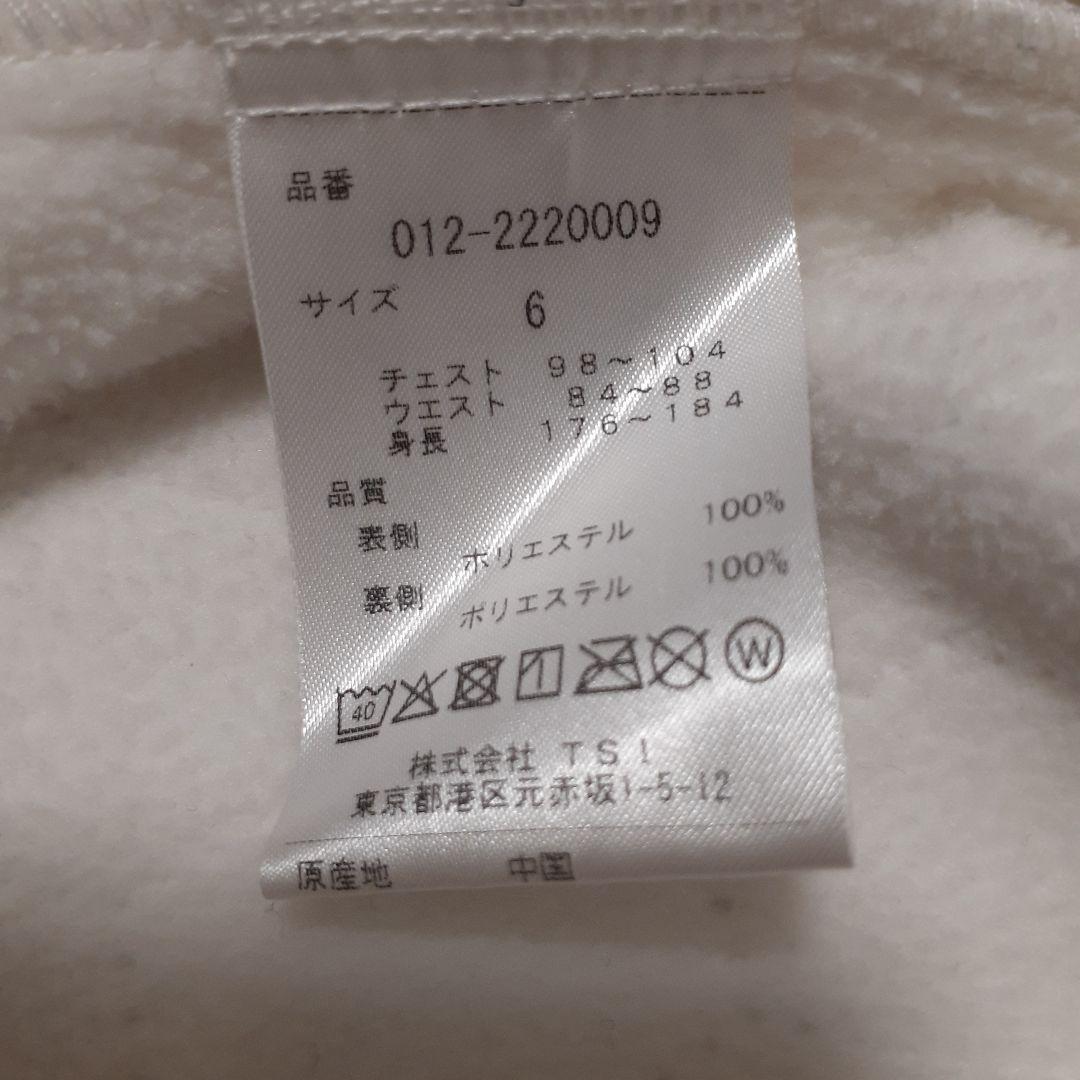 品番
012-2220009
サイズ 6
チェスト 98～104
ウエスト 84～88
身長 176～184
品質
表側 ポリエステル 100%
裏側 ポリエステル 100%
40 W
株式会社 TSI
東京都港区元赤坂1-5-12
原産地 中国